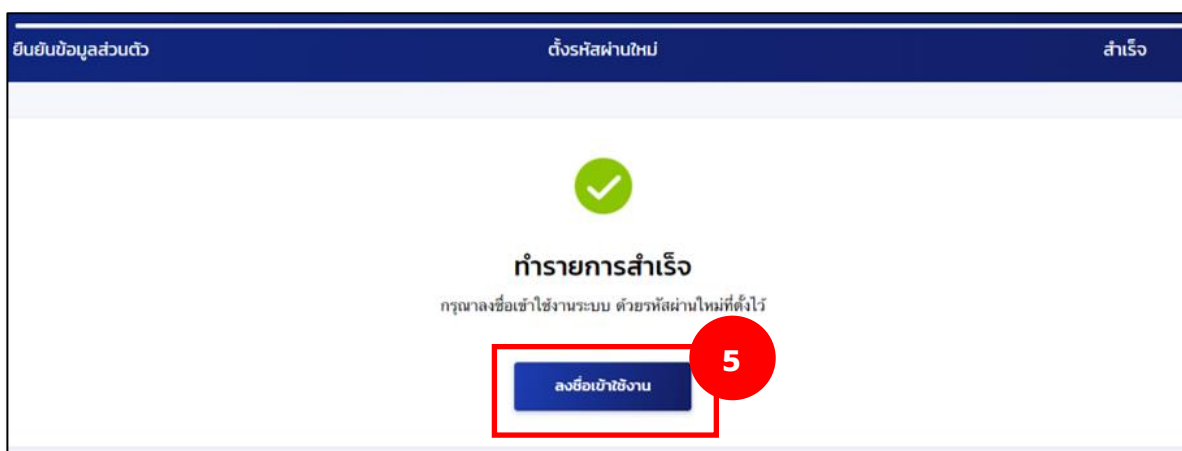 ยืนยันข้อมูลส่วนตัว ตั้งรหัสผ่านใหม่ สำเร็จ
ทำรายการสำเร็จ
กรุณาลงชื่อเข้าใช้งานระบบ ด้วยรหัสผ่านใหม่ที่ตั้งไว้
5
ลงชื่อเข้าใช้งาน